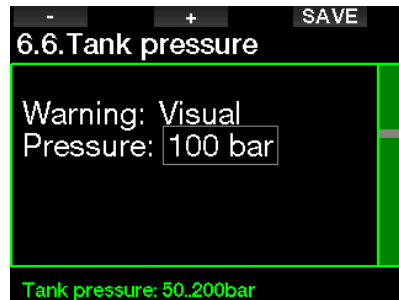 - + SAVE
6.6.Tank pressure
Warning: Visual
Pressure: 100 bar
Tank pressure: 50..200bar